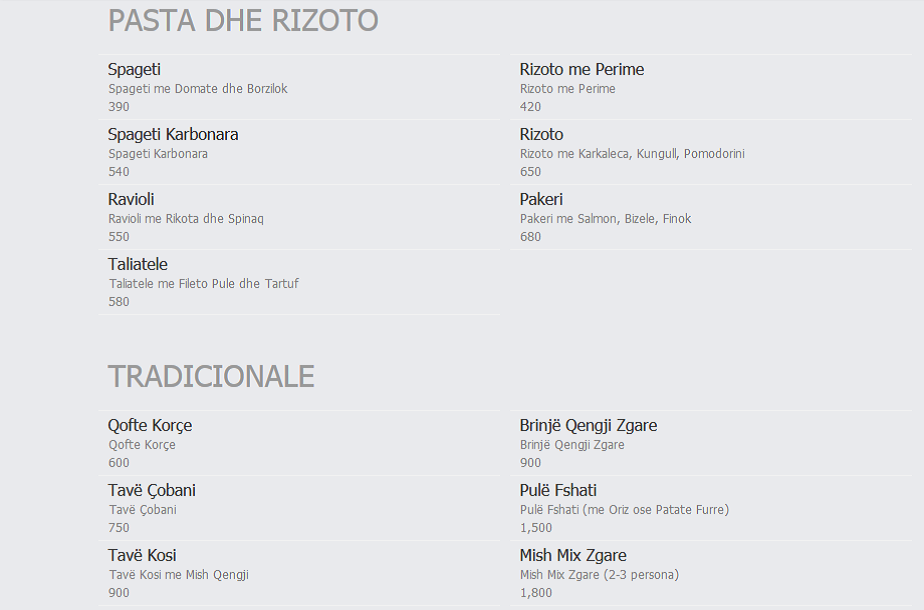 PASTA DHE RIZOTO
Spageti
Spageti me Domate dhe Borzilok
390
Spageti Karbonara
Spageti Karbonara
540
Ravioli
Ravioli me Rikota dhe Spinaq
550
Taliatele
Taliatele me Fileto Pule dhe Tartuf
580
Rizoto me Perime
Rizoto me Perime
420
Rizoto
Rizoto me Karkaleca, Kungull, Pomodorini
650
Pakeri
Pakeri me Salmon, Bizele, Finok
680
TRADICIONALE
Qofte Korçe
Qofte Korçe
600
Tavë Çobani
Tavë Çobani
750
Tavë Kosi
Tavë Kosi me Mish Qengji
900
Brinjë Qengji Zgare
Brinjë Qengji Zgare
900
Pulë Fshati
Pulë Fshati (me Oriz ose Patate Furre)
1,500
Mish Mix Zgare
Mish Mix Zgare (2-3 persona)
1,800